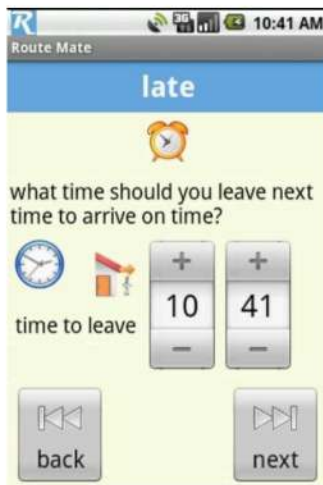 R 3G 10:41 AM
Route Mate
late
what time should you leave next
time to arrive on time?
+ +
10 41
time to leave
- -
back next